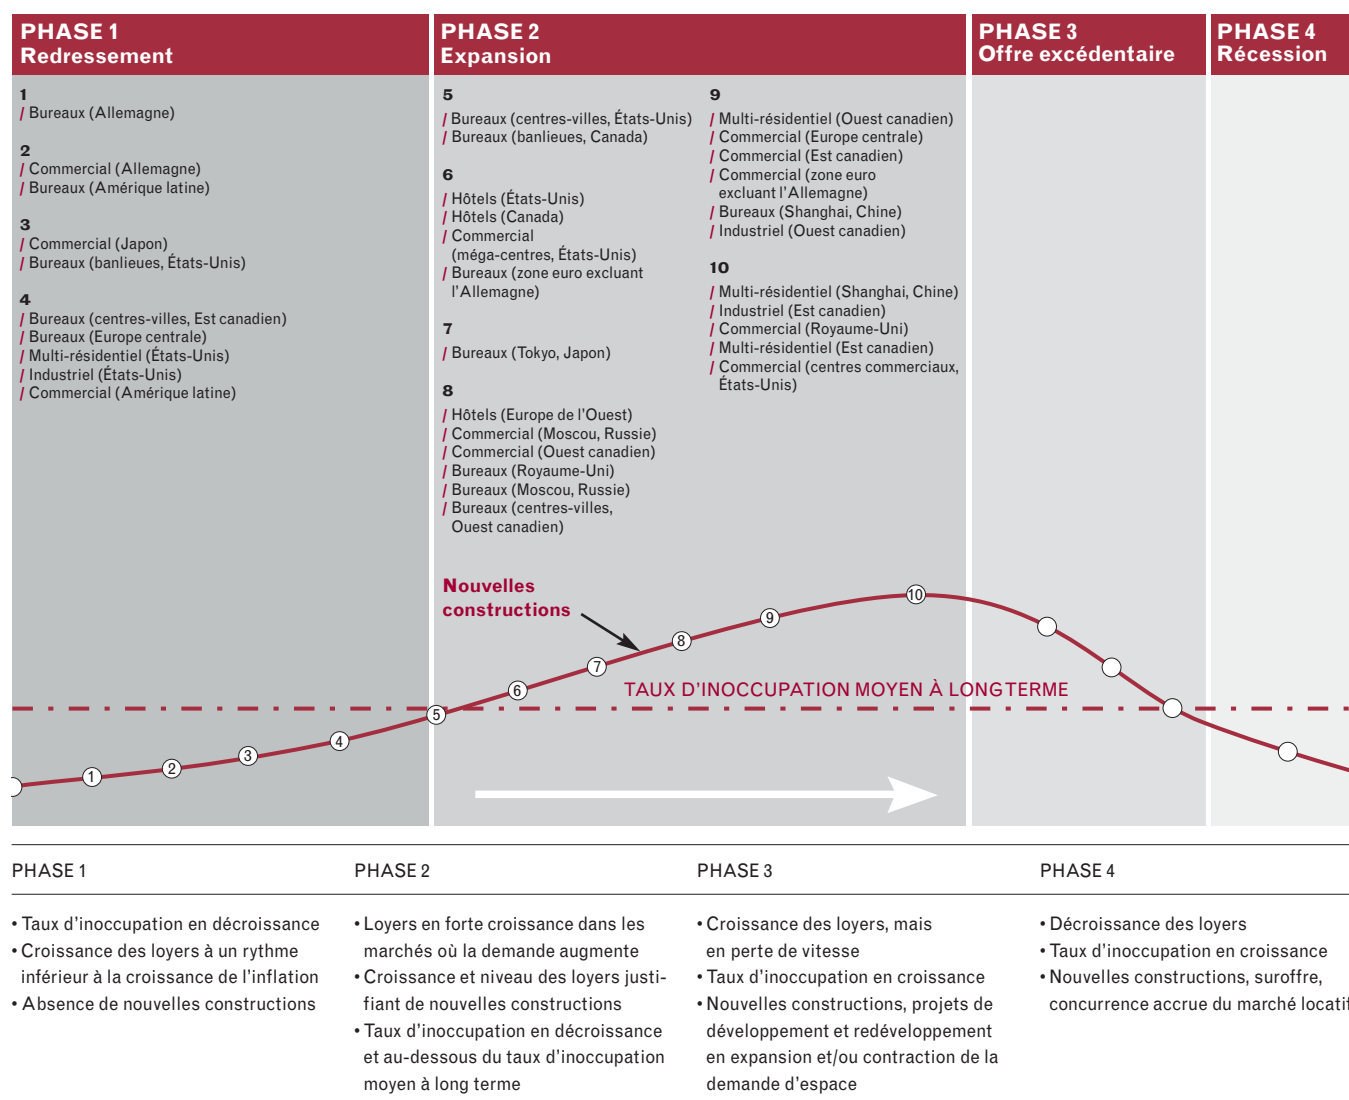 PHASE 1
Redressement
PHASE 2
Expansion
PHASE 3
Offre excédentaire
PHASE 4
Récession
1
/ Bureaux (Allemagne)
2
/ Commercial (Allemagne)
/ Bureaux (Amérique latine)
3
/ Commercial (Japon)
/ Bureaux (banlieues, États-Unis)
4
/ Bureaux (centres-villes, Est canadien)
/ Bureaux (Europe centrale)
/ Multi-résidentiel (États-Unis)
/ Industriel (États-Unis)
/ Commercial (Amérique latine)
5
/ Bureaux (centres-villes, États-Unis)
/ Bureaux (banlieues, Canada)
6
/ Hôtels (États-Unis)
/ Hôtels (Canada)
/ Commercial
(méga-centres, États-Unis)
/ Bureaux (zone euro excluant
l'Allemagne)
7
/ Bureaux (Tokyo, Japon)
8
/ Hôtels (Europe de l'Ouest)
/ Commercial (Moscou, Russie)
/ Commercial (Ouest canadien)
/ Bureaux (Royaume-Uni)
/ Bureaux (Moscou, Russie)
/ Bureaux (centres-villes,
Ouest canadien)
9
/ Multi-résidentiel (Ouest canadien)
/ Commercial (Europe centrale)
/ Commercial (Est canadien)
/ Commercial (zone euro
excluant l'Allemagne)
/ Bureaux (Shanghai, Chine)
/ Industriel (Ouest canadien)
10
/ Multi-résidentiel (Shanghai, Chine)
/ Industriel (Est canadien)
/ Commercial (Royaume-Uni)
/ Multi-résidentiel (Est canadien)
/ Commercial (centres commerciaux,
États-Unis)
Nouvelles
constructions
TAUX D'INOCCUPATION MOYEN À LONG TERME
1
2
3
4
5
6
7
8
9
10
PHASE 1
PHASE 2
PHASE 3
PHASE 4
• Taux d'inoccupation en décroissance
• Croissance des loyers à un rythme
inférieur à la croissance de l'inflation
• Absence de nouvelles constructions
• Loyers en forte croissance dans les
marchés où la demande augmente
• Croissance et niveau des loyers justi-
fiant de nouvelles constructions
• Taux d'inoccupation en décroissance
et au-dessous du taux d'inoccupation
moyen à long terme
• Croissance des loyers, mais
en perte de vitesse
• Taux d'inoccupation en croissance
• Nouvelles constructions, projets de
développement et redéveloppement
en expansion et/ou contraction de la
demande d'espace
• Décroissance des loyers
• Taux d'inoccupation en croissance
• Nouvelles constructions, suroffre,
concurrence accrue du marché locatif